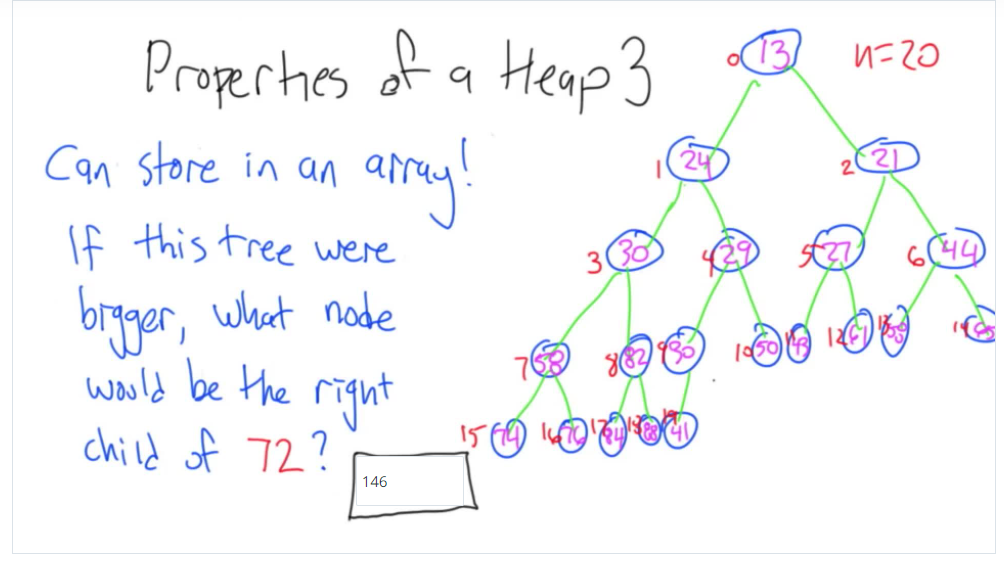 Properties of a Heap 3
n=20
Can store in an array!
If this tree were
bigger, what node
would be the right
child of 72?
146
0 13
1 24 2 21
3 30 4 29 5 27 6 44
7 58 8 82 9 30 10 50 12 61
15 74 16 76 17 84 18 88 19 41